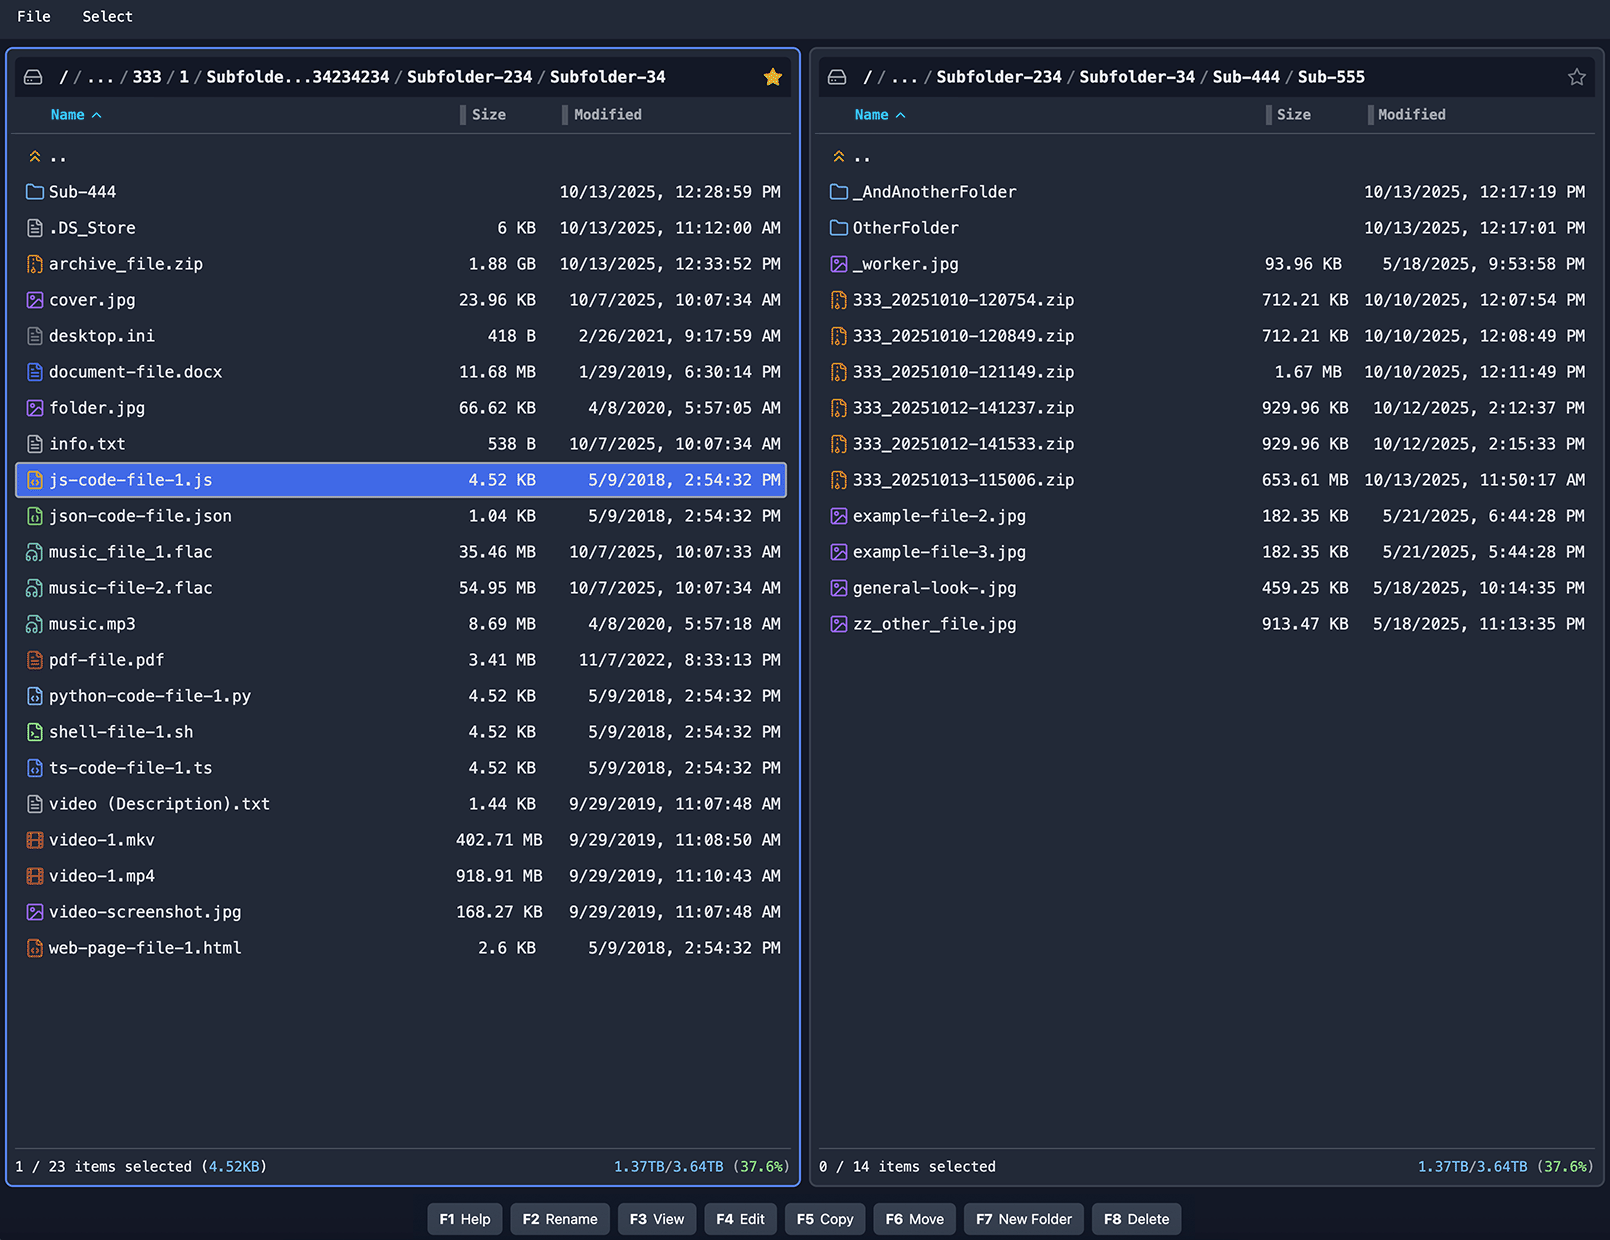 File Select
/ / ... / 333 / 1 / Subfolde...34234234 / Subfolder-234 / Subfolder-34
Name Size Modified
..
Sub-444 10/13/2025, 12:28:59 PM
.DS_Store 6 KB 10/13/2025, 11:12:00 AM
archive_file.zip 1.88 GB 10/13/2025, 12:33:52 PM
cover.jpg 23.96 KB 10/7/2025, 10:07:34 AM
desktop.ini 418 B 2/26/2021, 9:17:59 AM
document-file.docx 11.68 MB 1/29/2019, 6:30:14 PM
folder.jpg 66.62 KB 4/8/2020, 5:57:05 AM
info.txt 538 B 10/7/2025, 10:07:34 AM
js-code-file-1.js 4.52 KB 5/9/2018, 2:54:32 PM
json-code-file.json 1.04 KB 5/9/2018, 2:54:32 PM
music_file_1.flac 35.46 MB 10/7/2025, 10:07:33 AM
music-file-2.flac 54.95 MB 10/7/2025, 10:07:34 AM
music.mp3 8.69 MB 4/8/2020, 5:57:18 AM
pdf-file.pdf 3.41 MB 11/7/2022, 8:33:13 PM
python-code-file-1.py 4.52 KB 5/9/2018, 2:54:32 PM
shell-file-1.sh 4.52 KB 5/9/2018, 2:54:32 PM
ts-code-file-1.ts 4.52 KB 5/9/2018, 2:54:32 PM
video (Description).txt 1.44 KB 9/29/2019, 11:07:48 AM
video-1.mkv 402.71 MB 9/29/2019, 11:08:50 AM
video-1.mp4 918.91 MB 9/29/2019, 11:10:43 AM
video-screenshot.jpg 168.27 KB 9/29/2019, 11:07:48 AM
web-page-file-1.html 2.6 KB 5/9/2018, 2:54:32 PM
1 / 23 items selected (4.52KB) 1.37TB/3.64TB (37.6%)
/ / ... / Subfolder-234 / Subfolder-34 / Sub-444 / Sub-555
Name Size Modified
..
_AndAnotherFolder 10/13/2025, 12:17:19 PM
OtherFolder 10/13/2025, 12:17:01 PM
_worker.jpg 93.96 KB 5/18/2025, 9:53:58 PM
333_20251010-120754.zip 712.21 KB 10/10/2025, 12:07:54 PM
333_20251010-120849.zip 712.21 KB 10/10/2025, 12:08:49 PM
333_20251010-121149.zip 1.67 MB 10/10/2025, 12:11:49 PM
333_20251012-141237.zip 929.96 KB 10/12/2025, 2:12:37 PM
333_20251012-141533.zip 929.96 KB 10/12/2025, 2:15:33 PM
333_20251013-115006.zip 653.61 MB 10/13/2025, 11:50:17 AM
example-file-2.jpg 182.35 KB 5/21/2025, 6:44:28 PM
example-file-3.jpg 182.35 KB 5/21/2025, 5:44:28 PM
general-look-.jpg 459.25 KB 5/18/2025, 10:14:35 PM
zz_other_file.jpg 913.47 KB 5/18/2025, 11:13:35 PM
0 / 14 items selected 1.37TB/3.64TB (37.6%)
F1 Help F2 Rename F3 View F4 Edit F5 Copy F6 Move F7 New Folder F8 Delete